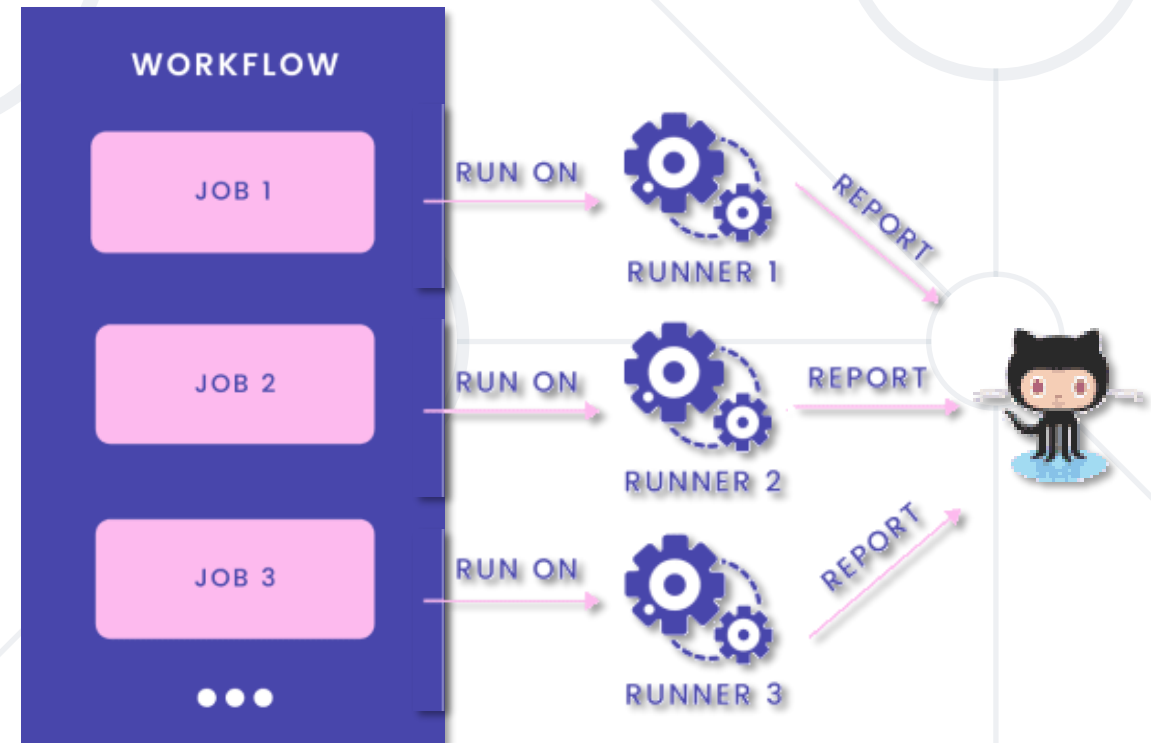 WORKFLOW
JOB 1
RUN ON
RUNNER 1
REPORT
JOB 2
RUN ON
RUNNER 2
REPORT
JOB 3
RUN ON
RUNNER 3
REPORT